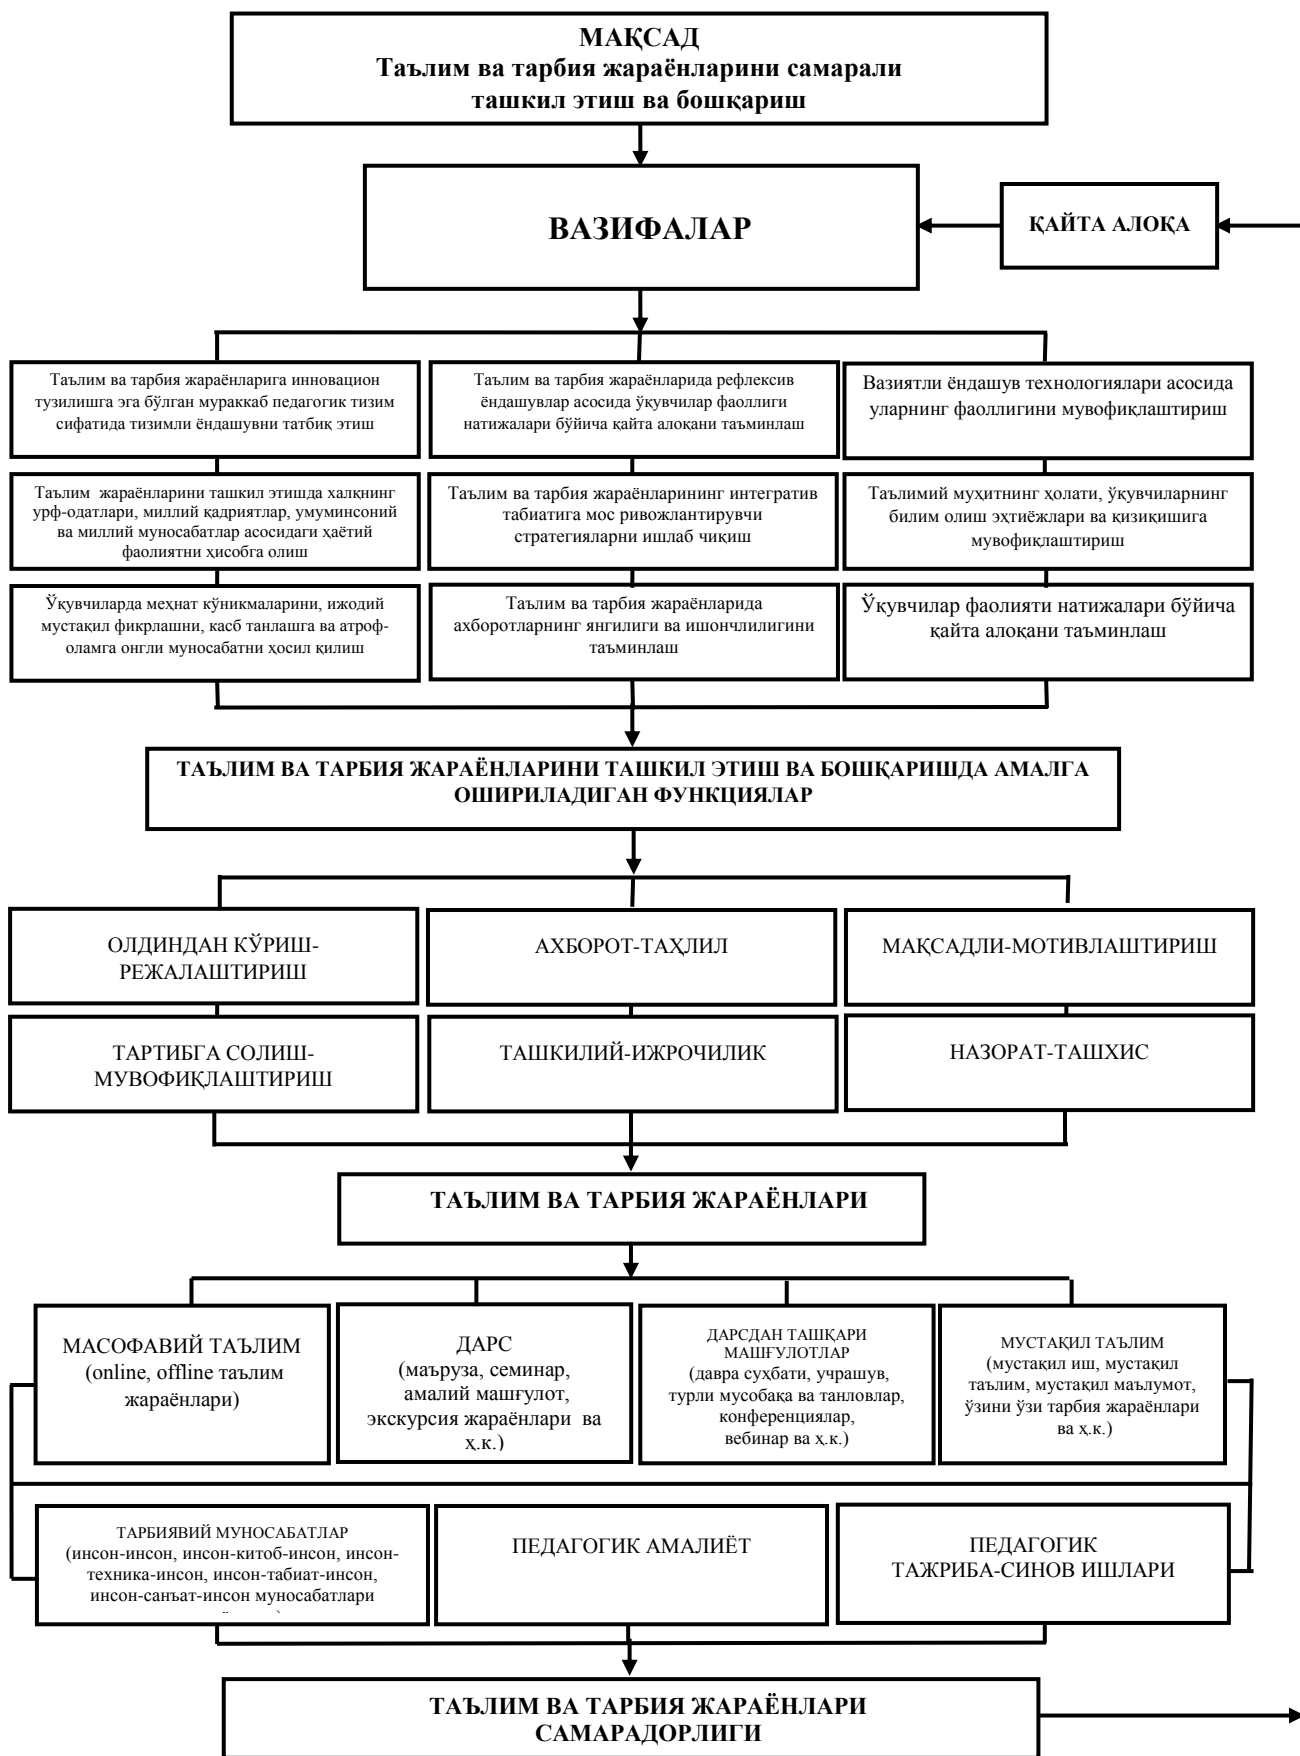 МАҚСАД
Таълим ва тарбия жараёнларини самарали
ташкил этиш ва бошқариш
ВАЗИФАЛАР
ҚАЙТА АЛОҚА
Таълим ва тарбия жараёнларига инновацион
тузилишга эга бўлган мураккаб педагогик тизим
сифатида тизимли ёндашувни татбиқ этиш
Таълим ва тарбия жараёнларида рефлексив
ёндашувлар асосида ўқувчилар фаоллиги
натижалари бўйича қайта алоқани таъминлаш
Вазиятли ёндашув технологиялари асосида
уларнинг фаоллигини мувофиқлаштириш
Таълим жараёнларини ташкил этишда халқнинг
урф-одатлари, миллий қадриятлар, умуминсоний
ва миллий муносабатлар асосидаги ҳаётий
фаолиятни ҳисобга олиш
Таълим ва тарбия жараёнларининг интегратив
табиатига мос ривожлантирувчи
стратегияларни ишлаб чиқиш
Таълимий муҳитнинг ҳолати, ўқувчиларнинг
билим олиш эҳтиёжлари ва қизиқишига
мувофиқлаштириш
Ўқувчиларда меҳнат кўникмаларини, ижодий
мустақил фикрлашни, касб танлашга ва атроф-
оламга онгли муносабатни ҳосил қилиш
Таълим ва тарбия жараёнларида
ахборотларнинг янгилиги ва ишончлилигини
таъминлаш
Ўқувчилар фаолияти натижалари бўйича
қайта алоқани таъминлаш
ТАЪЛИМ ВА ТАРБИЯ ЖАРАЁНЛАРИНИ ТАШКИЛ ЭТИШ ВА БОШҚАРИШДА АМАЛГА
ОШИРИЛАДИГАН ФУНКЦИЯЛАР
ОЛДИНДАН КЎРИШ-
РЕЖАЛАШТИРИШ
АХБОРОТ-ТАҲЛИЛ
МАҚСАДЛИ-МОТИВЛАШТИРИШ
ТАРТИБГА СОЛИШ-
МУВОФИҚЛАШТИРИШ
ТАШКИЛИЙ-ИЖРОЧИЛИК
НАЗОРАТ-ТАШХИС
ТАЪЛИМ ВА ТАРБИЯ ЖАРАЁНЛАРИ
МАСОФАВИЙ ТАЪЛИМ
(online, offline таълим
жараёнлари)
ДАРС
(маъруза, семинар,
амалий машғулот,
экскурсия жараёнлари ва
ҳ.к.)
ДАРСДАН ТАШҚАРИ
МАШҒУЛОТЛАР
(давра суҳбати, учрашув,
турли мусобақа ва танловлар,
конференциялар,
вебинар ва ҳ.к.)
МУСТАҚИЛ ТАЪЛИМ
(мустақил иш, мустақил
таълим, мустақил маълумот,
ўзини ўзи тарбия жараёнлари
ва ҳ.к.)
ТАРБИЯВИЙ МУНОСАБАТЛАР
(инсон-инсон, инсон-китоб-инсон, инсон-
техника-инсон, инсон-табиат-инсон,
инсон-санъат-инсон муносабатлари
ПЕДАГОГИК АМАЛИЁТ
ПЕДАГОГИК
ТАЖРИБА-СИНОВ ИШЛАРИ
ТАЪЛИМ ВА ТАРБИЯ ЖАРАЁНЛАРИ
САМАРАДОРЛИГИ